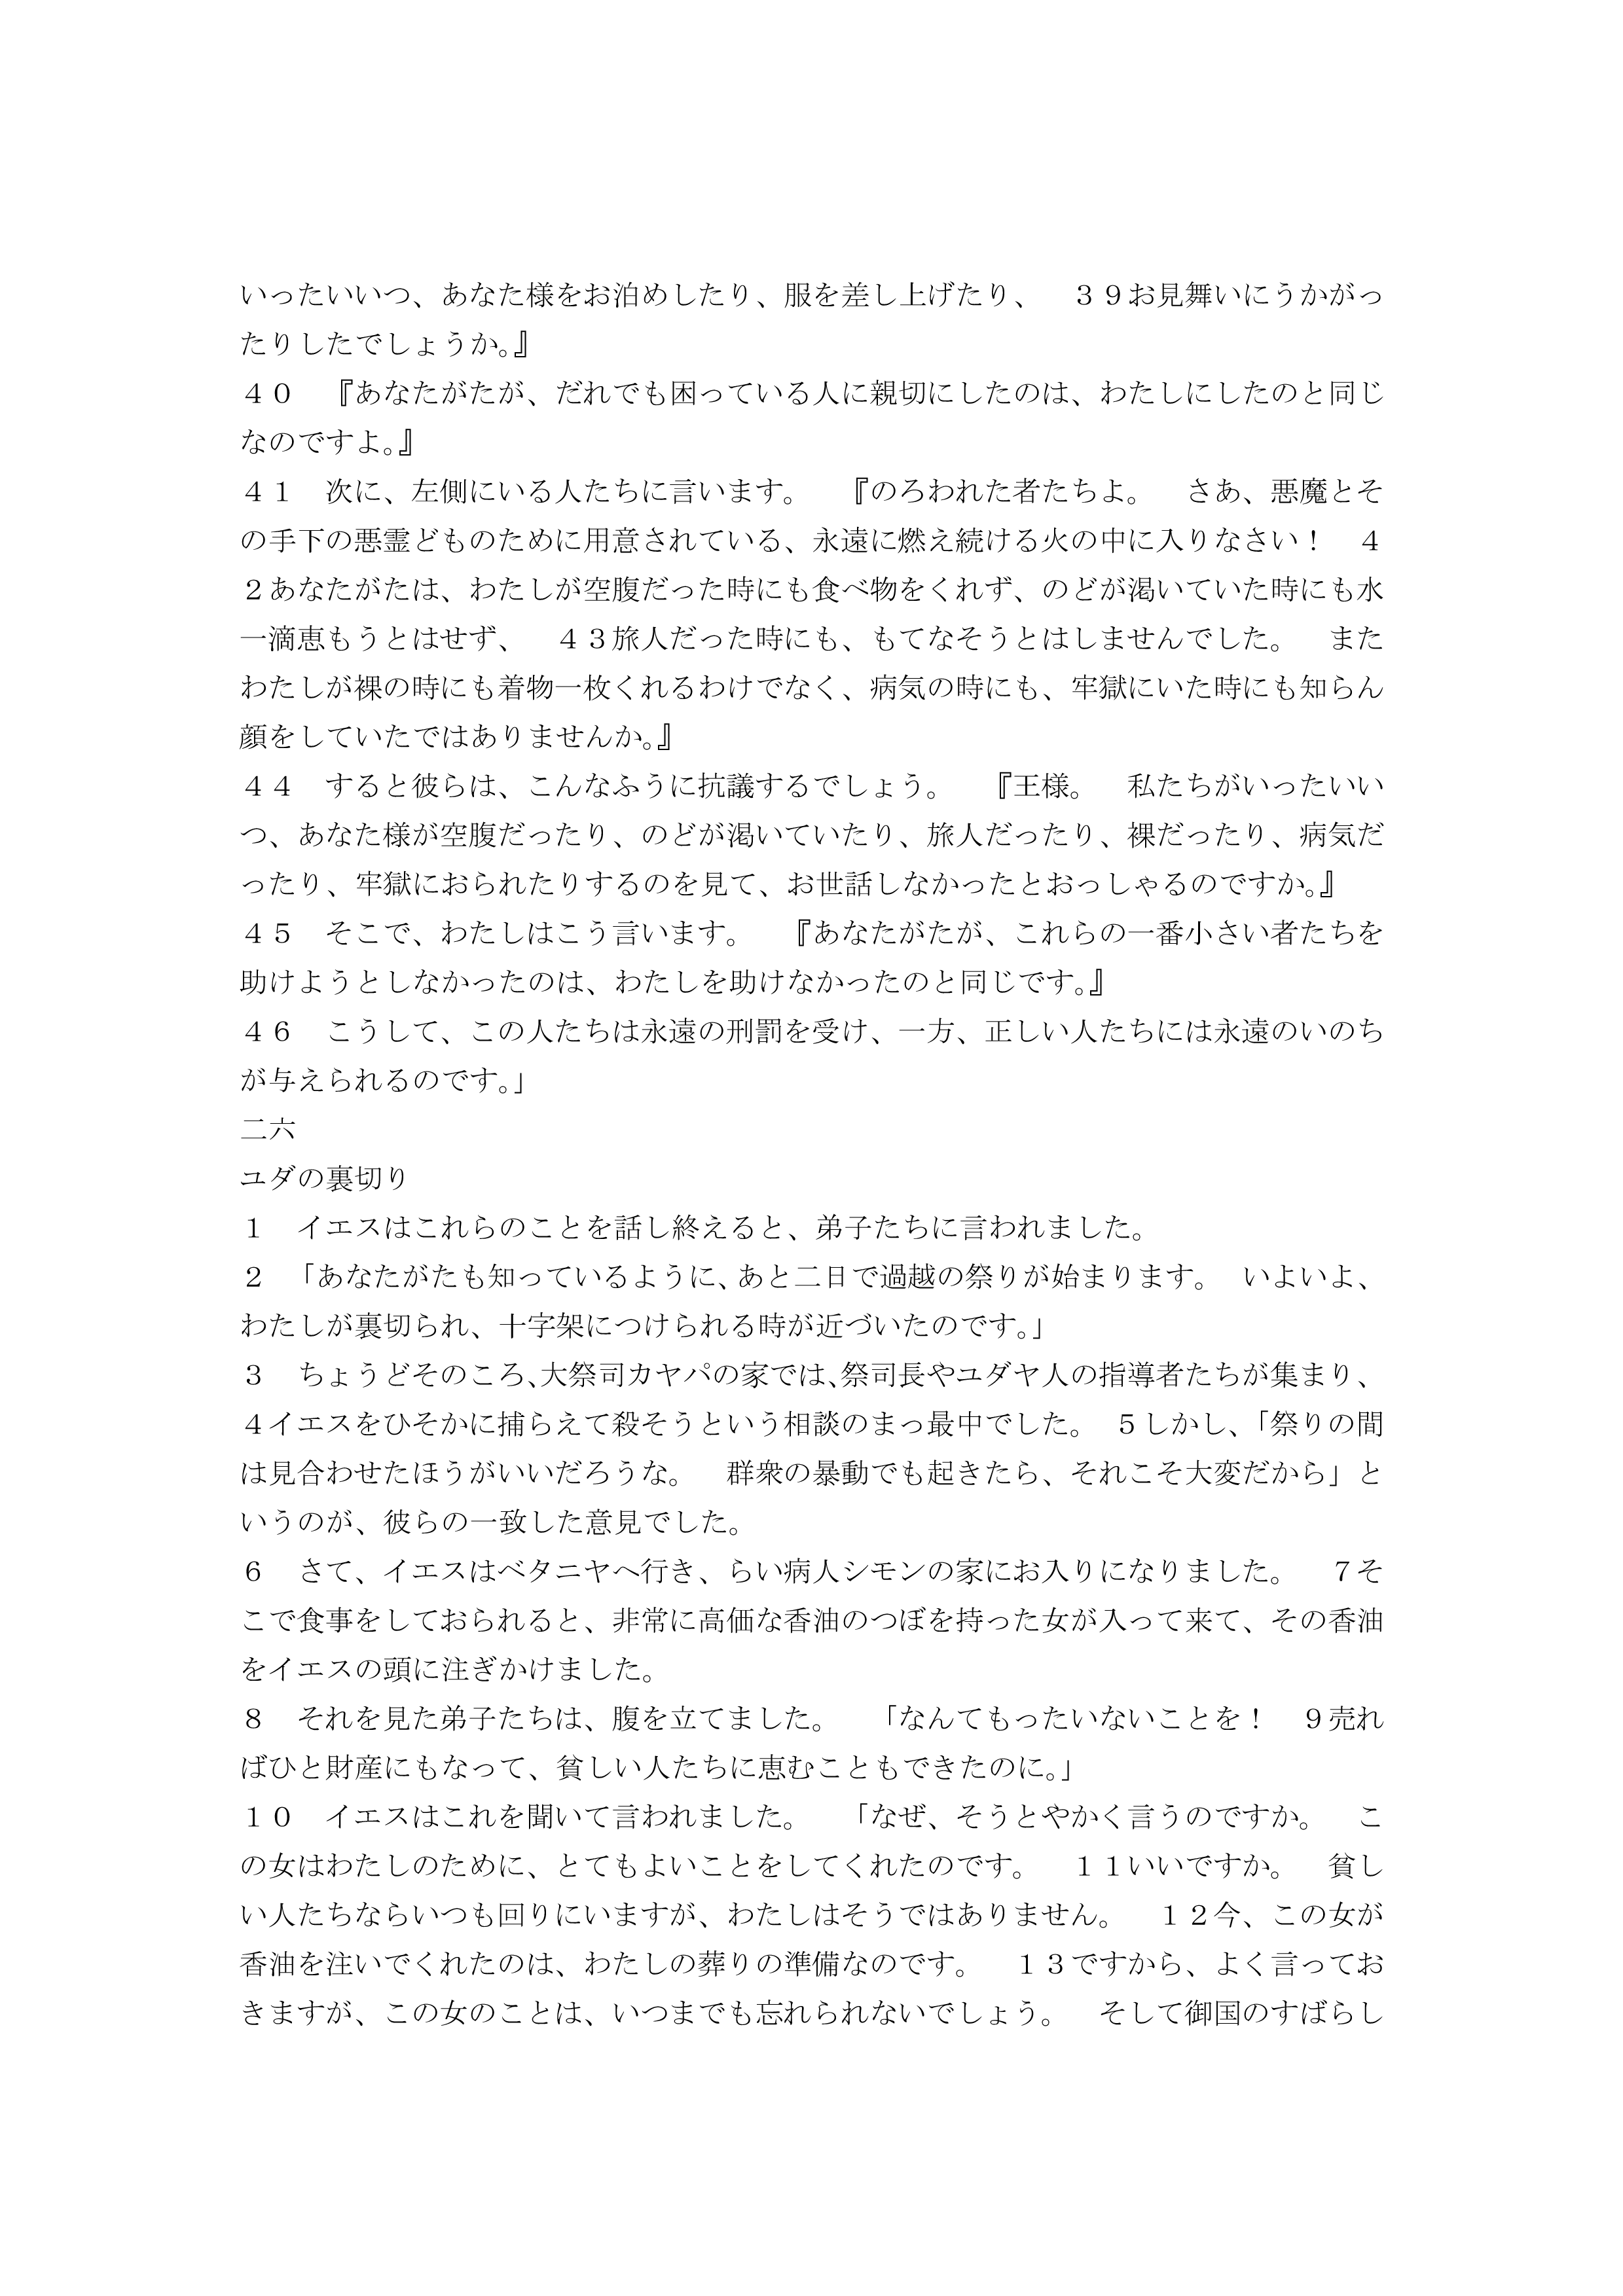 いったいいつ、あなた様をお泊めしたり、服を差し上げたり、　３９お見舞いにうかがっ
たりしたでしょうか。』
４０　『あなたがたが、だれでも困っている人に親切にしたのは、わたしにしたのと同じ
なのですよ。』
４１　次に、左側にいる人たちに言います。　『のろわれた者たちよ。　さあ、悪魔とそ
の手下の悪霊どものために用意されている、永遠に燃え続ける火の中に入りなさい！　４
２あなたがたは、わたしが空腹だった時にも食べ物をくれず、のどが渇いていた時にも水
一滴恵もうとはせず、　４３旅人だった時にも、もてなそうとはしませんでした。　また
わたしが裸の時にも着物一枚くれるわけでなく、病気の時にも、牢獄にいた時にも知らん
顔をしていたではありませんか。』
４４　すると彼らは、こんなふうに抗議するでしょう。　『王様。　私たちがいったいい
つ、あなた様が空腹だったり、のどが渇いていたり、旅人だったり、裸だったり、病気だ
ったり、牢獄におられたりするのを見て、お世話しなかったとおっしゃるのですか。』
４５　そこで、わたしはこう言います。　『あなたがたが、これらの一番小さい者たちを
助けようとしなかったのは、わたしを助けなかったのと同じです。』
４６　こうして、この人たちは永遠の刑罰を受け、一方、正しい人たちには永遠のいのち
が与えられるのです。」
二六
ユダの裏切り
１　イエスはこれらのことを話し終えると、弟子たちに言われました。
２　「あなたがたも知っているように、あと二日で過越の祭りが始まります。　いよいよ、
わたしが裏切られ、十字架につけられる時が近づいたのです。」
３　ちょうどそのころ、大祭司カヤパの家では、祭司長やユダヤ人の指導者たちが集まり、
４イエスをひそかに捕らえて殺そうという相談のまっ最中でした。　５しかし、「祭りの間
は見合わせたほうがいいだろうな。　群衆の暴動でも起きたら、それこそ大変だから」と
いうのが、彼らの一致した意見でした。
６　さて、イエスはベタニヤへ行き、らい病人シモンの家にお入りになりました。　７そ
こで食事をしておられると、非常に高価な香油のつぼを持った女が入って来て、その香油
をイエスの頭に注ぎかけました。
８　それを見た弟子たちは、腹を立てました。　「なんてもったいないことを！　９売れ
ばひと財産にもなって、貧しい人たちに恵むこともできたのに。」
１０　イエスはこれを聞いて言われました。　「なぜ、そうとやかく言うのですか。　こ
の女はわたしのために、とてもよいことをしてくれたのです。　１１いいですか。　貧し
い人たちならいつも回りにいますが、わたしはそうではありません。　１２今、この女が
香油を注いでくれたのは、わたしの葬りの準備なのです。　１３ですから、よく言ってお
きますが、この女のことは、いつまでも忘れられないでしょう。　そして御国のすばらし